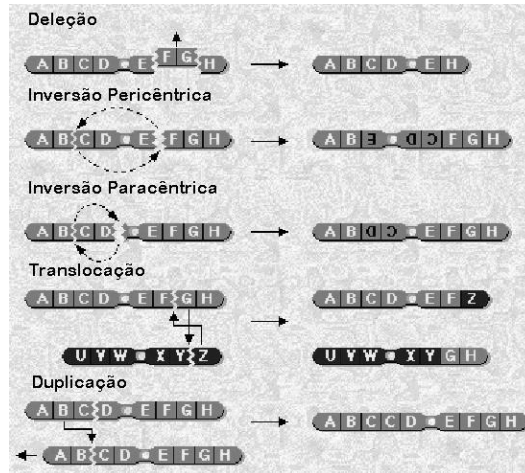 Deleção
A B C D E F G H A B C D E H
Inversão Pericêntrica
A B C D E F G H A B E D C F G H
Inversão Paracêntrica
A B C D E F G H A B D C E F G H
Translocação
A B C D E F G H A B C D E F Z
U V W X Y Z U V W X Y G H
Duplicação
A B C D E F G H A B C C D E F G H
A B C D E F G H